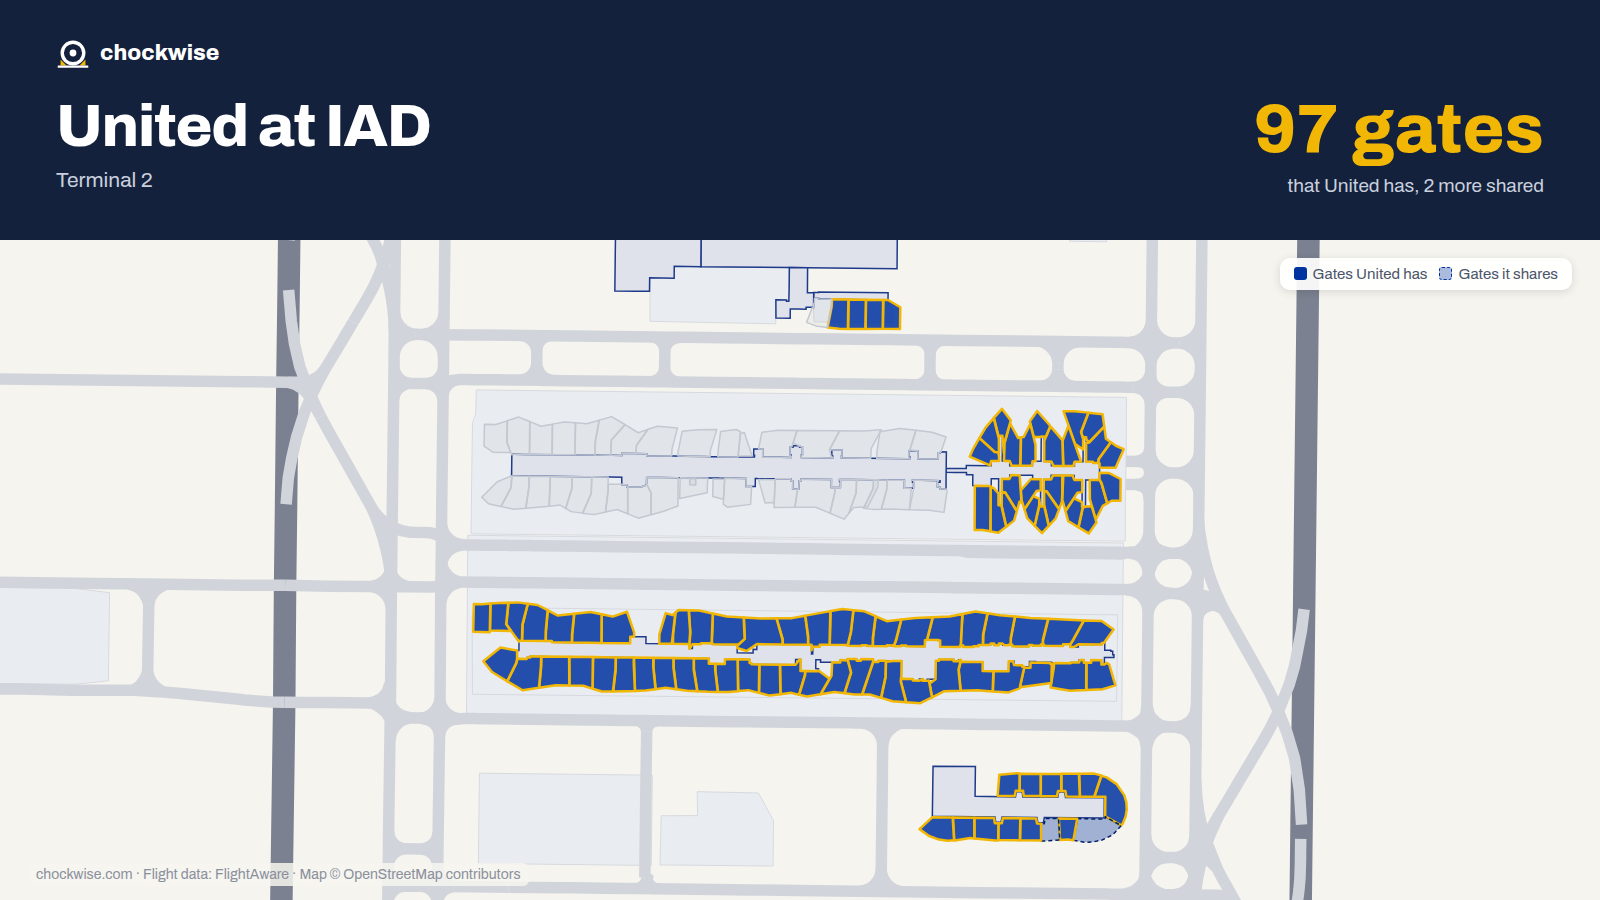 chockwise
United at IAD
Terminal 2
97 gates
that United has, 2 more shared
Gates United has
Gates it shares
chockwise.com · Flight data: FlightAware · Map © OpenStreetMap contributors